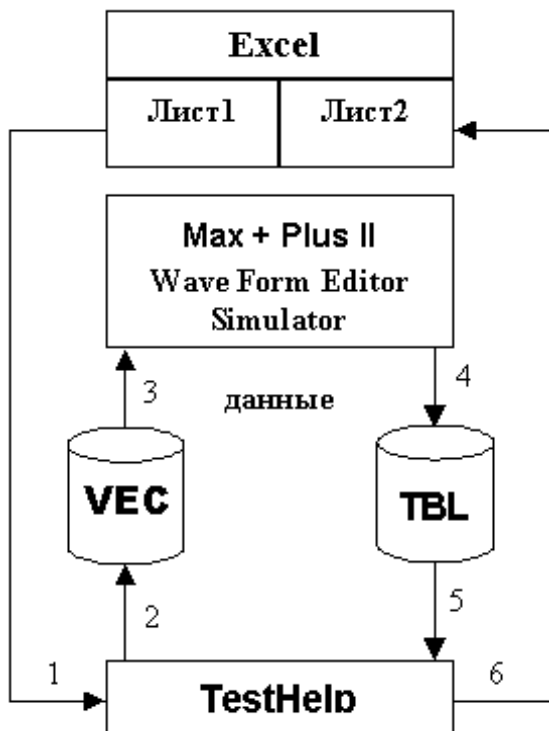 Excel
Лист1 Лист2
Max + Plus II
Wave Form Editor
Simulator
3 данные 4
VEC TBL
2 5
1 6
TestHelp